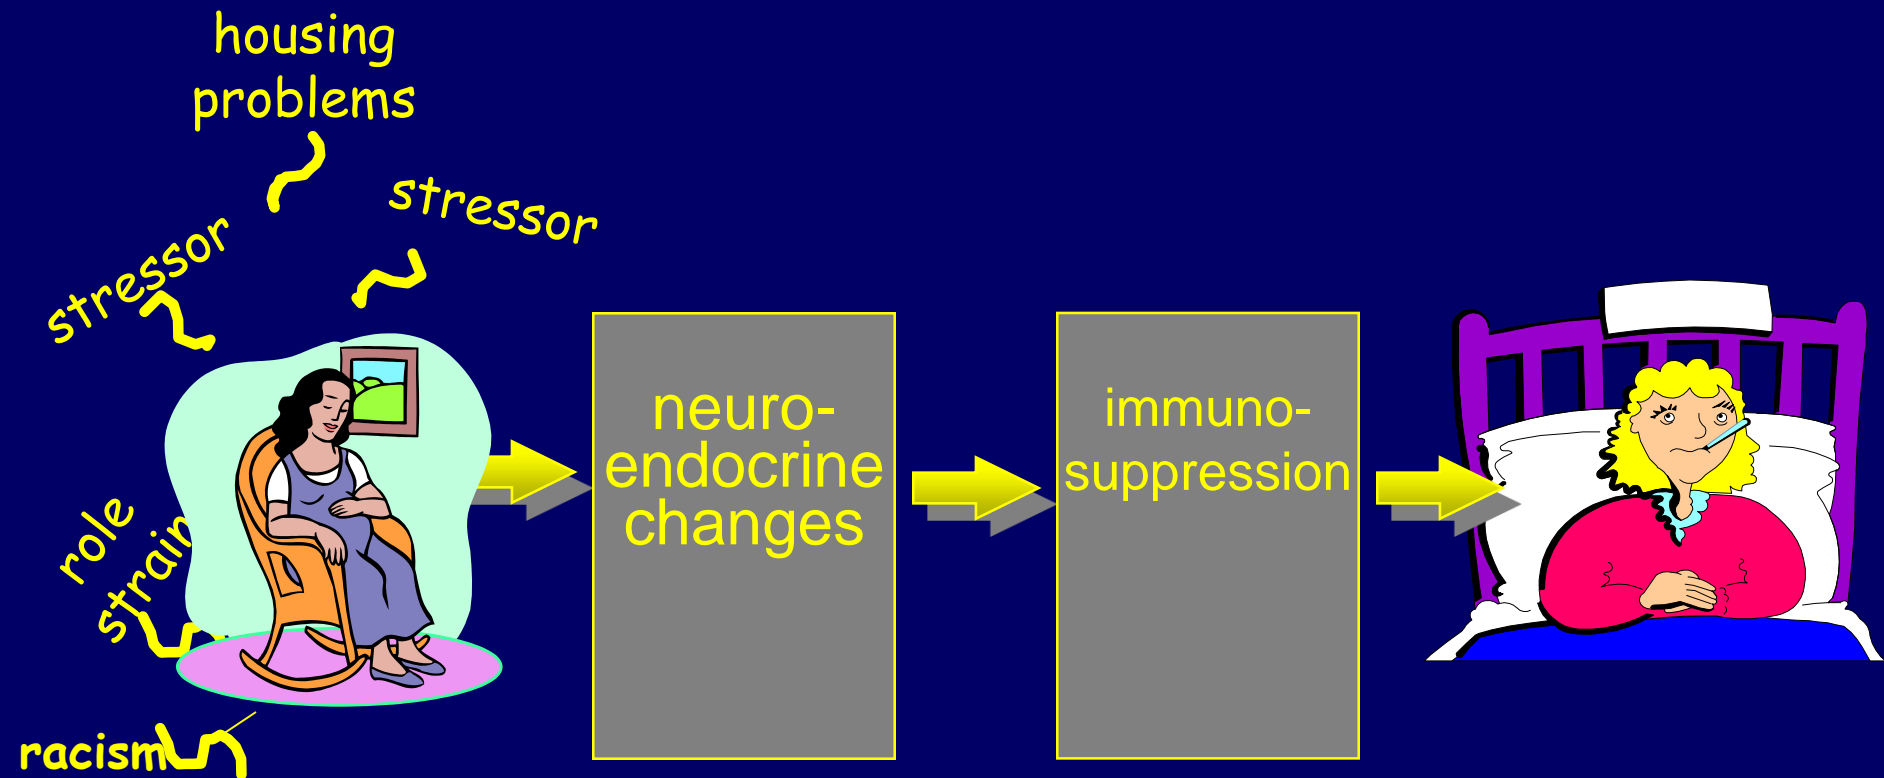 housing
problems
stressor
stressor
role
strain
racism
neuro-
endocrine
changes
immuno-
suppression